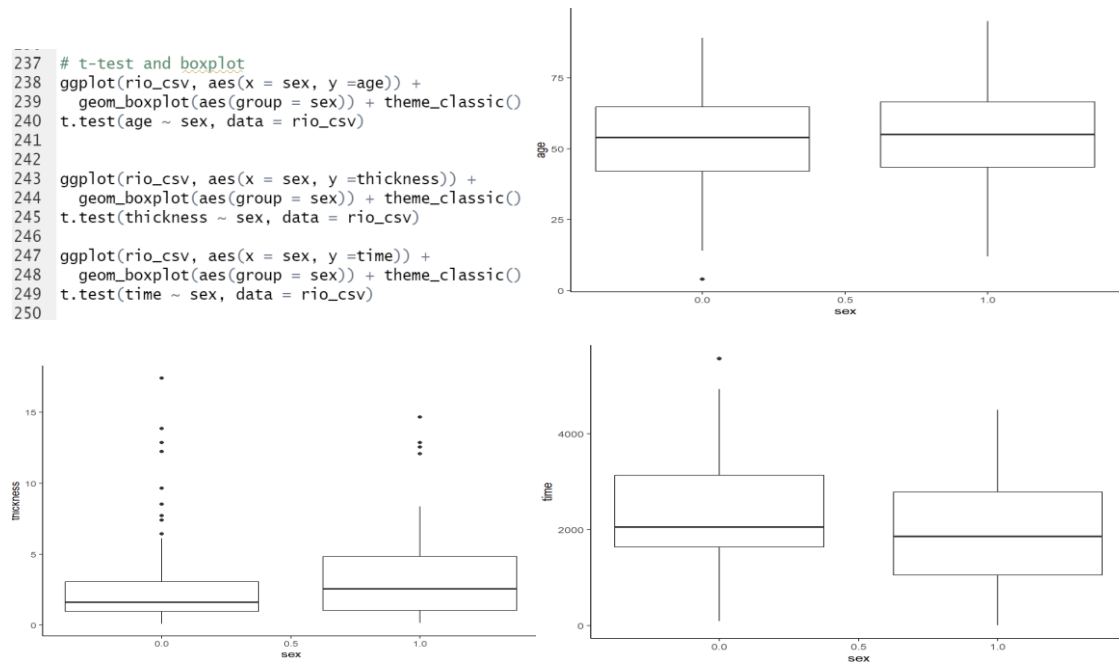 237 # t-test and boxplot
238 ggplot(rio_csv, aes(x = sex, y =age)) +
239 geom_boxplot(aes(group = sex)) + theme_classic()
240 t.test(age ~ sex, data = rio_csv)
241
242
243 ggplot(rio_csv, aes(x = sex, y =thickness)) +
244 geom_boxplot(aes(group = sex)) + theme_classic()
245 t.test(thickness ~ sex, data = rio_csv)
246
247 ggplot(rio_csv, aes(x = sex, y =time)) +
248 geom_boxplot(aes(group = sex)) + theme_classic()
249 t.test(time ~ sex, data = rio_csv)
250
75
50
25
0
age
0.0 0.5 1.0
sex
15
10
5
0
thickness
0.0 0.5 1.0
sex
4000
2000
0
time
0.0 0.5 1.0
sex